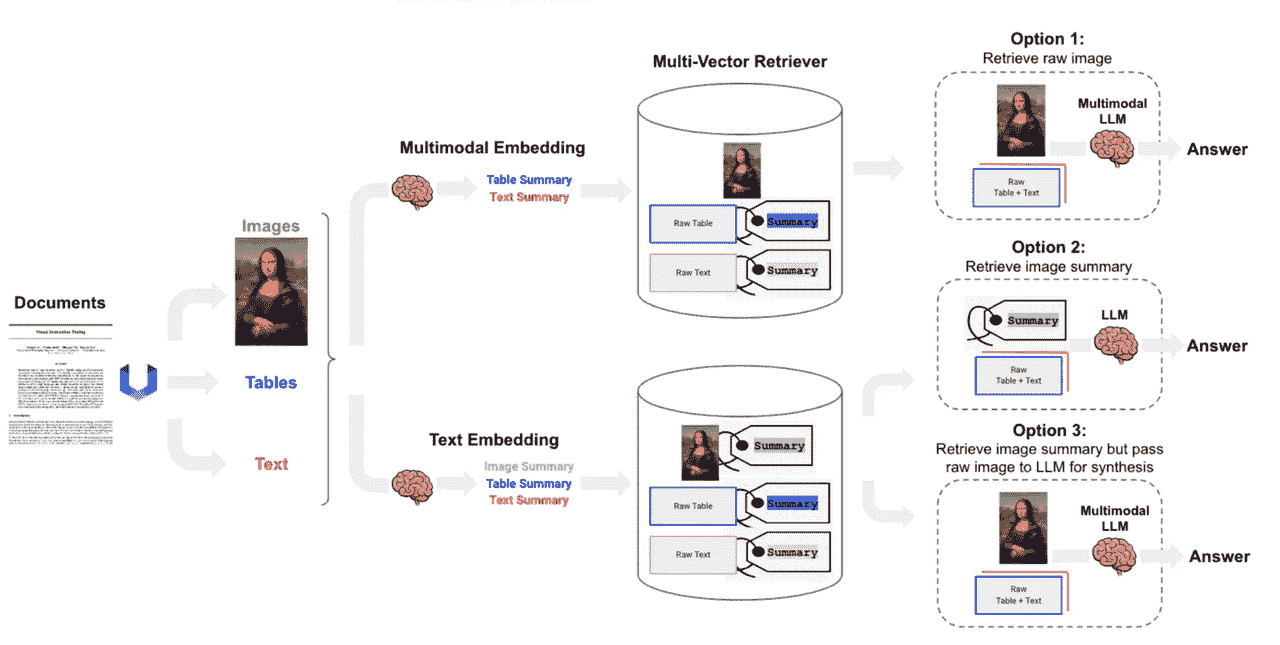 Documents
Images
Tables
Text
Multimodal Embedding
Table Summary
Text Summary
Text Embedding
Image Summary
Table Summary
Text Summary
Multi-Vector Retriever
Raw Table
Summary
Raw Text
Summary
Summary
Raw Table
Summary
Raw Text
Summary
Option 1:
Retrieve raw image
Multimodal
LLM
Raw
Table + Text
Answer
Option 2:
Retrieve image summary
Summary
LLM
Raw
Table + Text
Answer
Option 3:
Retrieve image summary but pass
raw image to LLM for synthesis
Multimodal
LLM
Raw
Table + Text
Answer